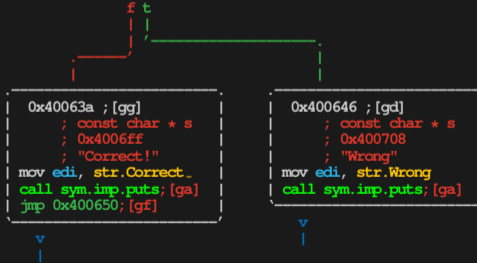 f t
0x40063a ;[gg]
; const char * s
; 0x4006ff
; "Correct!"
mov edi, str.Correct_
call sym.imp.puts;[ga]
jmp 0x400650;[gf]
v
0x400646 ;[gd]
; const char * s
; 0x400708
; "Wrong"
mov edi, str.Wrong
call sym.imp.puts;[ga]
v